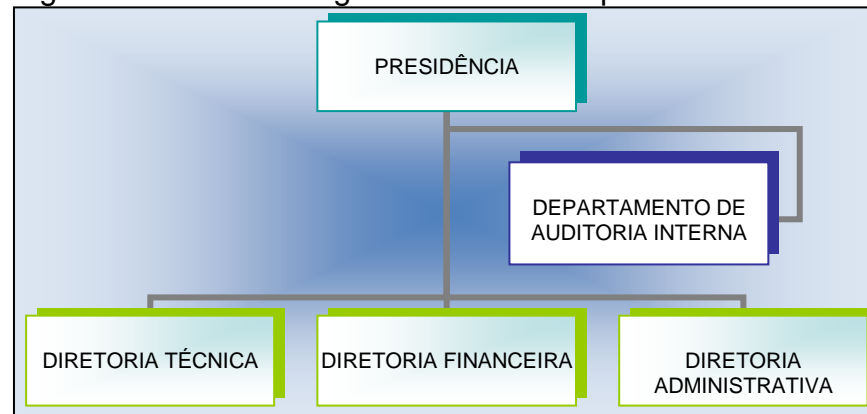 PRESIDÊNCIA
DEPARTAMENTO DE
AUDITORIA INTERNA
DIRETORIA TÉCNICA
DIRETORIA FINANCEIRA
DIRETORIA
ADMINISTRATIVA